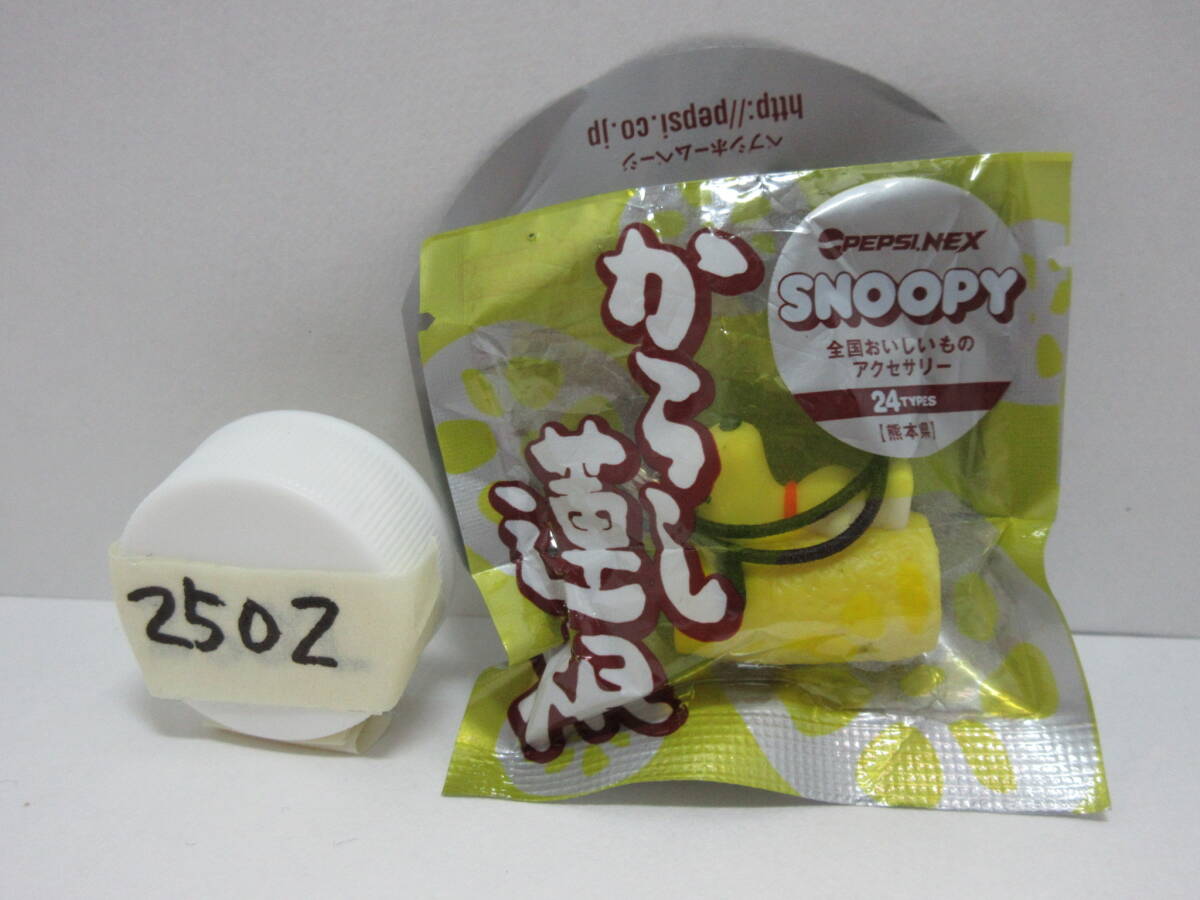 http://pepsi.co.jp
ペプシホームページ
PEPSI.NEX
SNOOPY
全国おいしいもの
アクセサリー
24TYPES
[熊本県]
からし
蓮根
2502